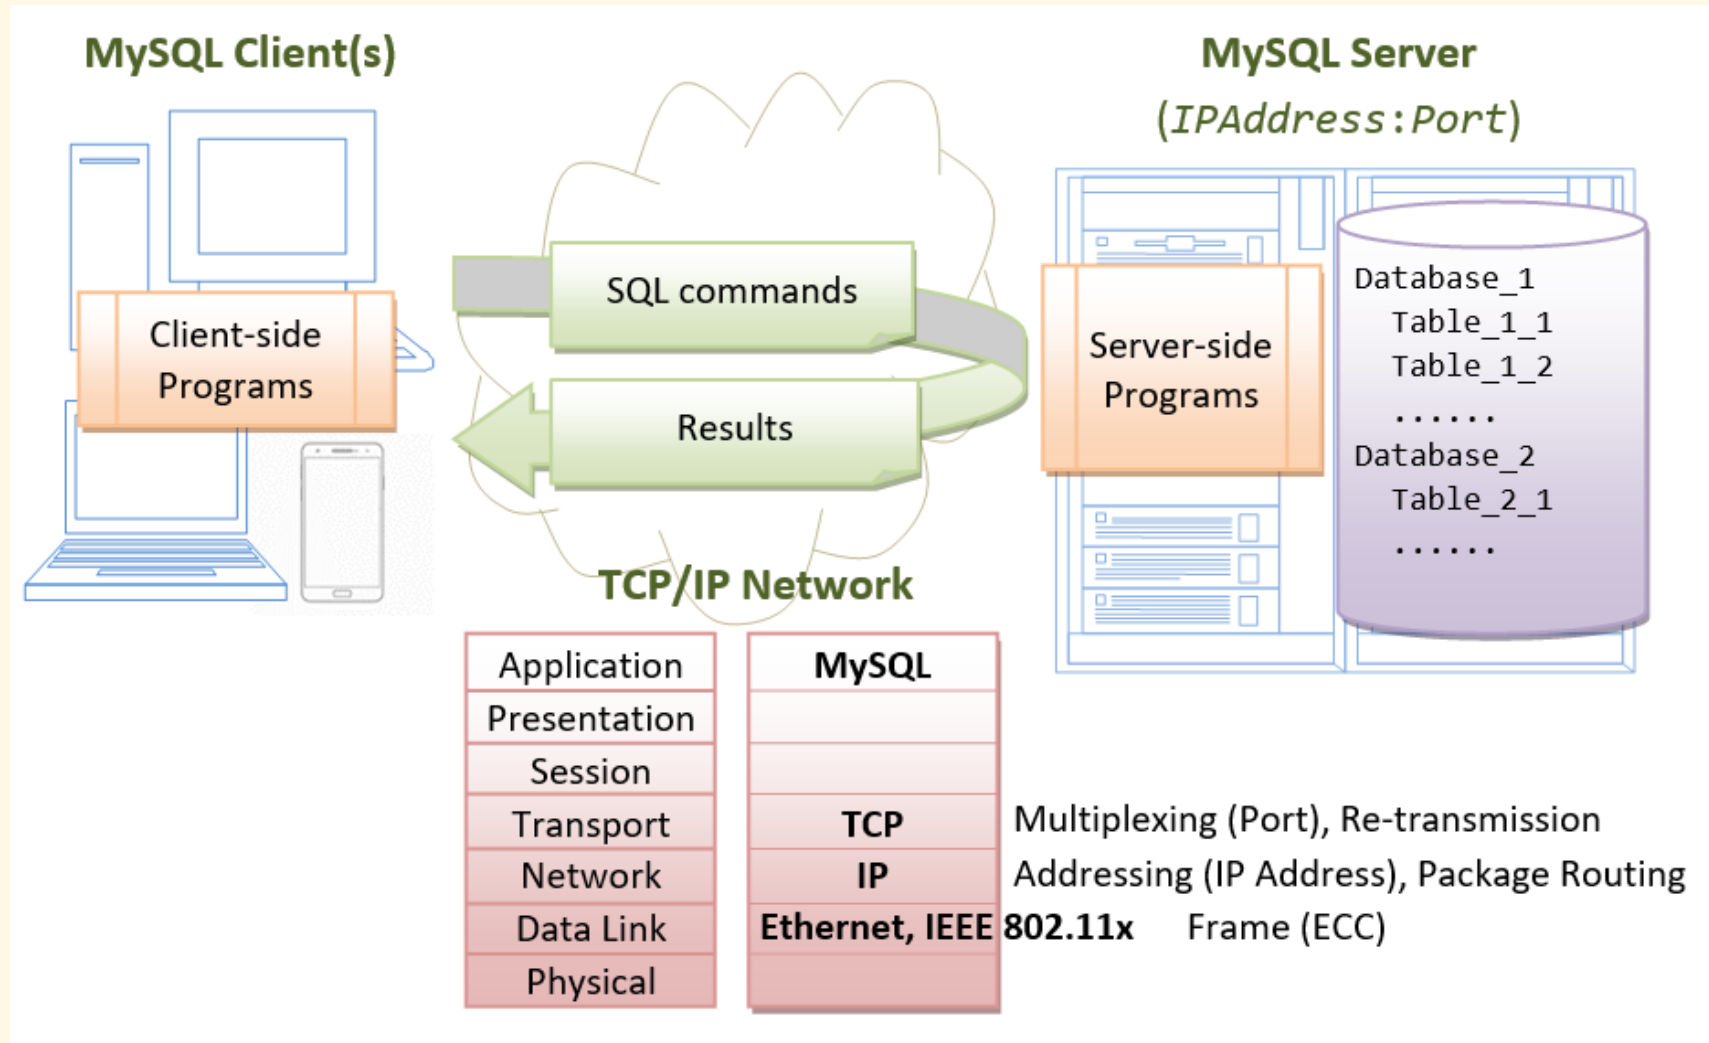 MySQL Client(s)
MySQL Server
(IPAddress:Port)
Client-side
Programs
SQL commands
Results
Server-side
Programs
Database_1
Table_1_1
Table_1_2
......
Database_2
Table_2_1
......
TCP/IP Network
Application
MySQL
Presentation
Session
Transport
TCP
Multiplexing (Port), Re-transmission
Network
IP
Addressing (IP Address), Package Routing
Data Link
Ethernet, IEEE 802.11x
Frame (ECC)
Physical